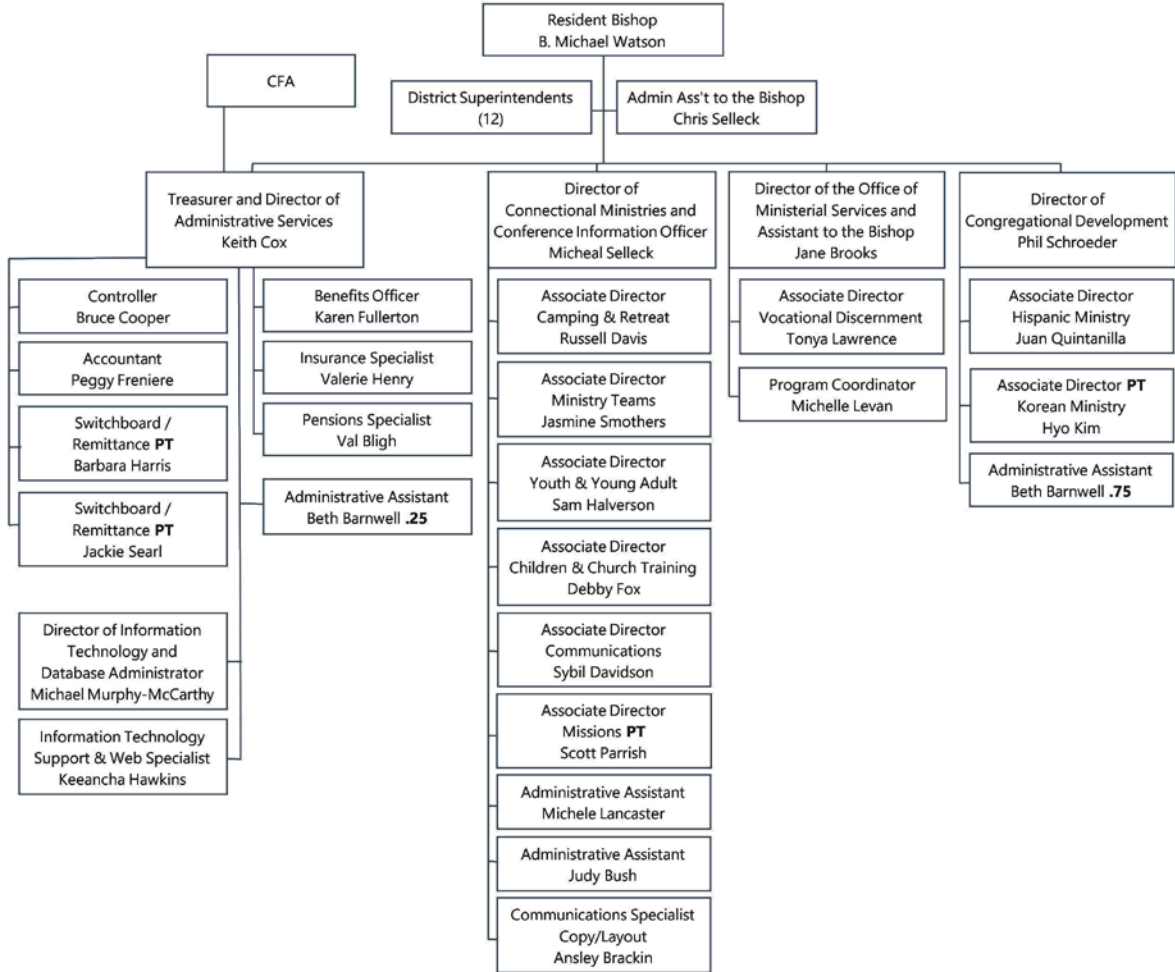 Resident Bishop
B. Michael Watson
CFA
District Superintendents
(12)
Admin Ass't to the Bishop
Chris Selleck
Treasurer and Director of
Administrative Services
Keith Cox
Director of
Connectional Ministries and
Conference Information Officer
Micheal Selleck
Director of the Office of
Ministerial Services and
Assistant to the Bishop
Jane Brooks
Director of
Congregational Development
Phil Schroeder
Controller
Bruce Cooper
Accountant
Peggy Freniere
Switchboard /
Remittance PT
Barbara Harris
Switchboard /
Remittance PT
Jackie Searl
Benefits Officer
Karen Fullerton
Insurance Specialist
Valerie Henry
Pensions Specialist
Val Bligh
Administrative Assistant
Beth Barnwell .25
Director of Information
Technology and
Database Administrator
Michael Murphy-McCarthy
Information Technology
Support & Web Specialist
Keeancha Hawkins
Associate Director
Camping & Retreat
Russell Davis
Associate Director
Ministry Teams
Jasmine Smothers
Associate Director
Youth & Young Adult
Sam Halverson
Associate Director
Children & Church Training
Debby Fox
Associate Director
Communications
Sybil Davidson
Associate Director
Missions PT
Scott Parrish
Administrative Assistant
Michele Lancaster
Administrative Assistant
Judy Bush
Communications Specialist
Copy/Layout
Ansley Brackin
Associate Director
Vocational Discernment
Tonya Lawrence
Program Coordinator
Michelle Levan
Associate Director
Hispanic Ministry
Juan Quintanilla
Associate Director PT
Korean Ministry
Hyo Kim
Administrative Assistant
Beth Barnwell .75